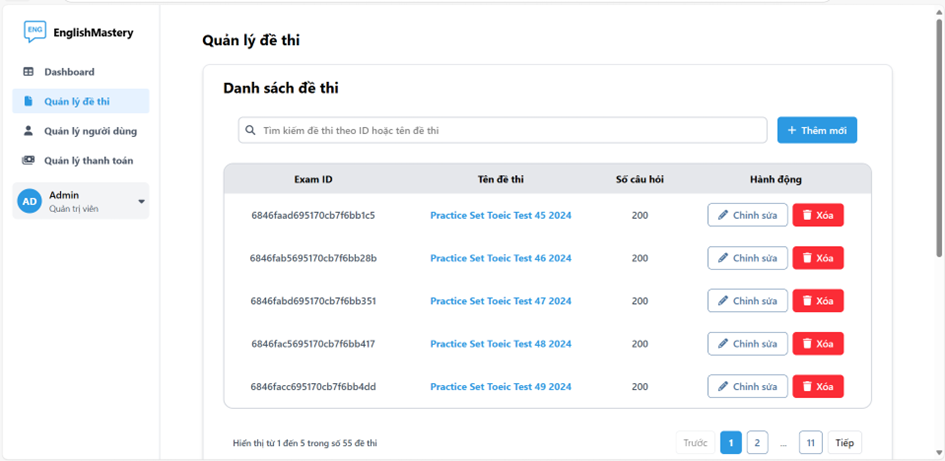 ENG
EnglishMastery
Dashboard
Quản lý đề thi
Quản lý người dùng
Quản lý thanh toán
AD
Admin
Quản trị viên
Quản lý đề thi
Danh sách đề thi
Tìm kiếm đề thi theo ID hoặc tên đề thi
+ Thêm mới
Exam ID Tên đề thi Số câu hỏi Hành động
6846faad695170cb7f6bb1c5 Practice Set Toeic Test 45 2024 200 Chỉnh sửa Xóa
6846fab5695170cb7f6bb28b Practice Set Toeic Test 46 2024 200 Chỉnh sửa Xóa
6846fabd695170cb7f6bb351 Practice Set Toeic Test 47 2024 200 Chỉnh sửa Xóa
6846fac5695170cb7f6bb417 Practice Set Toeic Test 48 2024 200 Chỉnh sửa Xóa
6846facc695170cb7f6bb4dd Practice Set Toeic Test 49 2024 200 Chỉnh sửa Xóa
Hiển thị từ 1 đến 5 trong số 55 đề thi Trước 1 2 ... 11 Tiếp